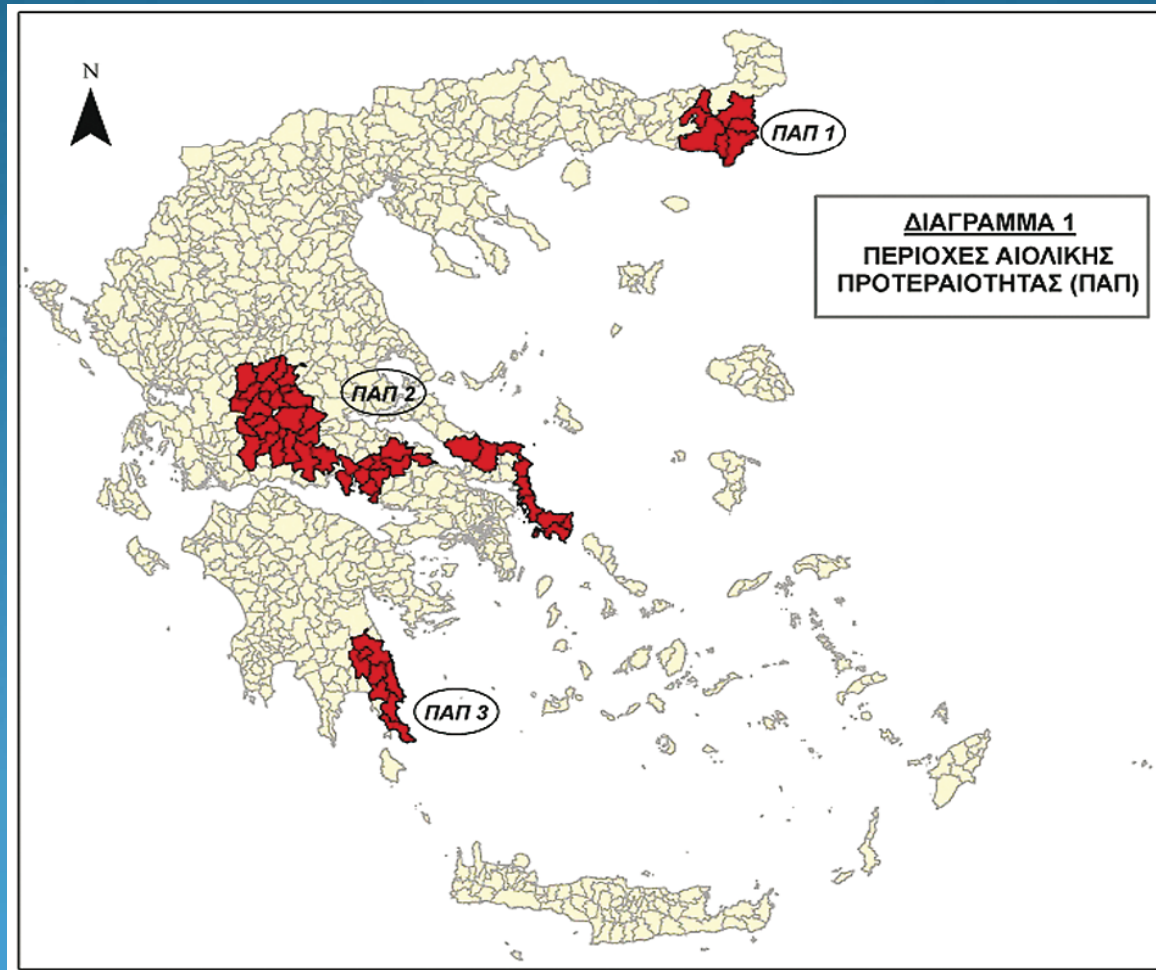 N
ΠΑΠ 1
ΔΙΑΓΡΑΜΜΑ 1
ΠΕΡΙΟΧΕΣ ΑΙΟΛΙΚΗΣ
ΠΡΟΤΕΡΑΙΟΤΗΤΑΣ (ΠΑΠ)
ΠΑΠ 2
ΠΑΠ 3